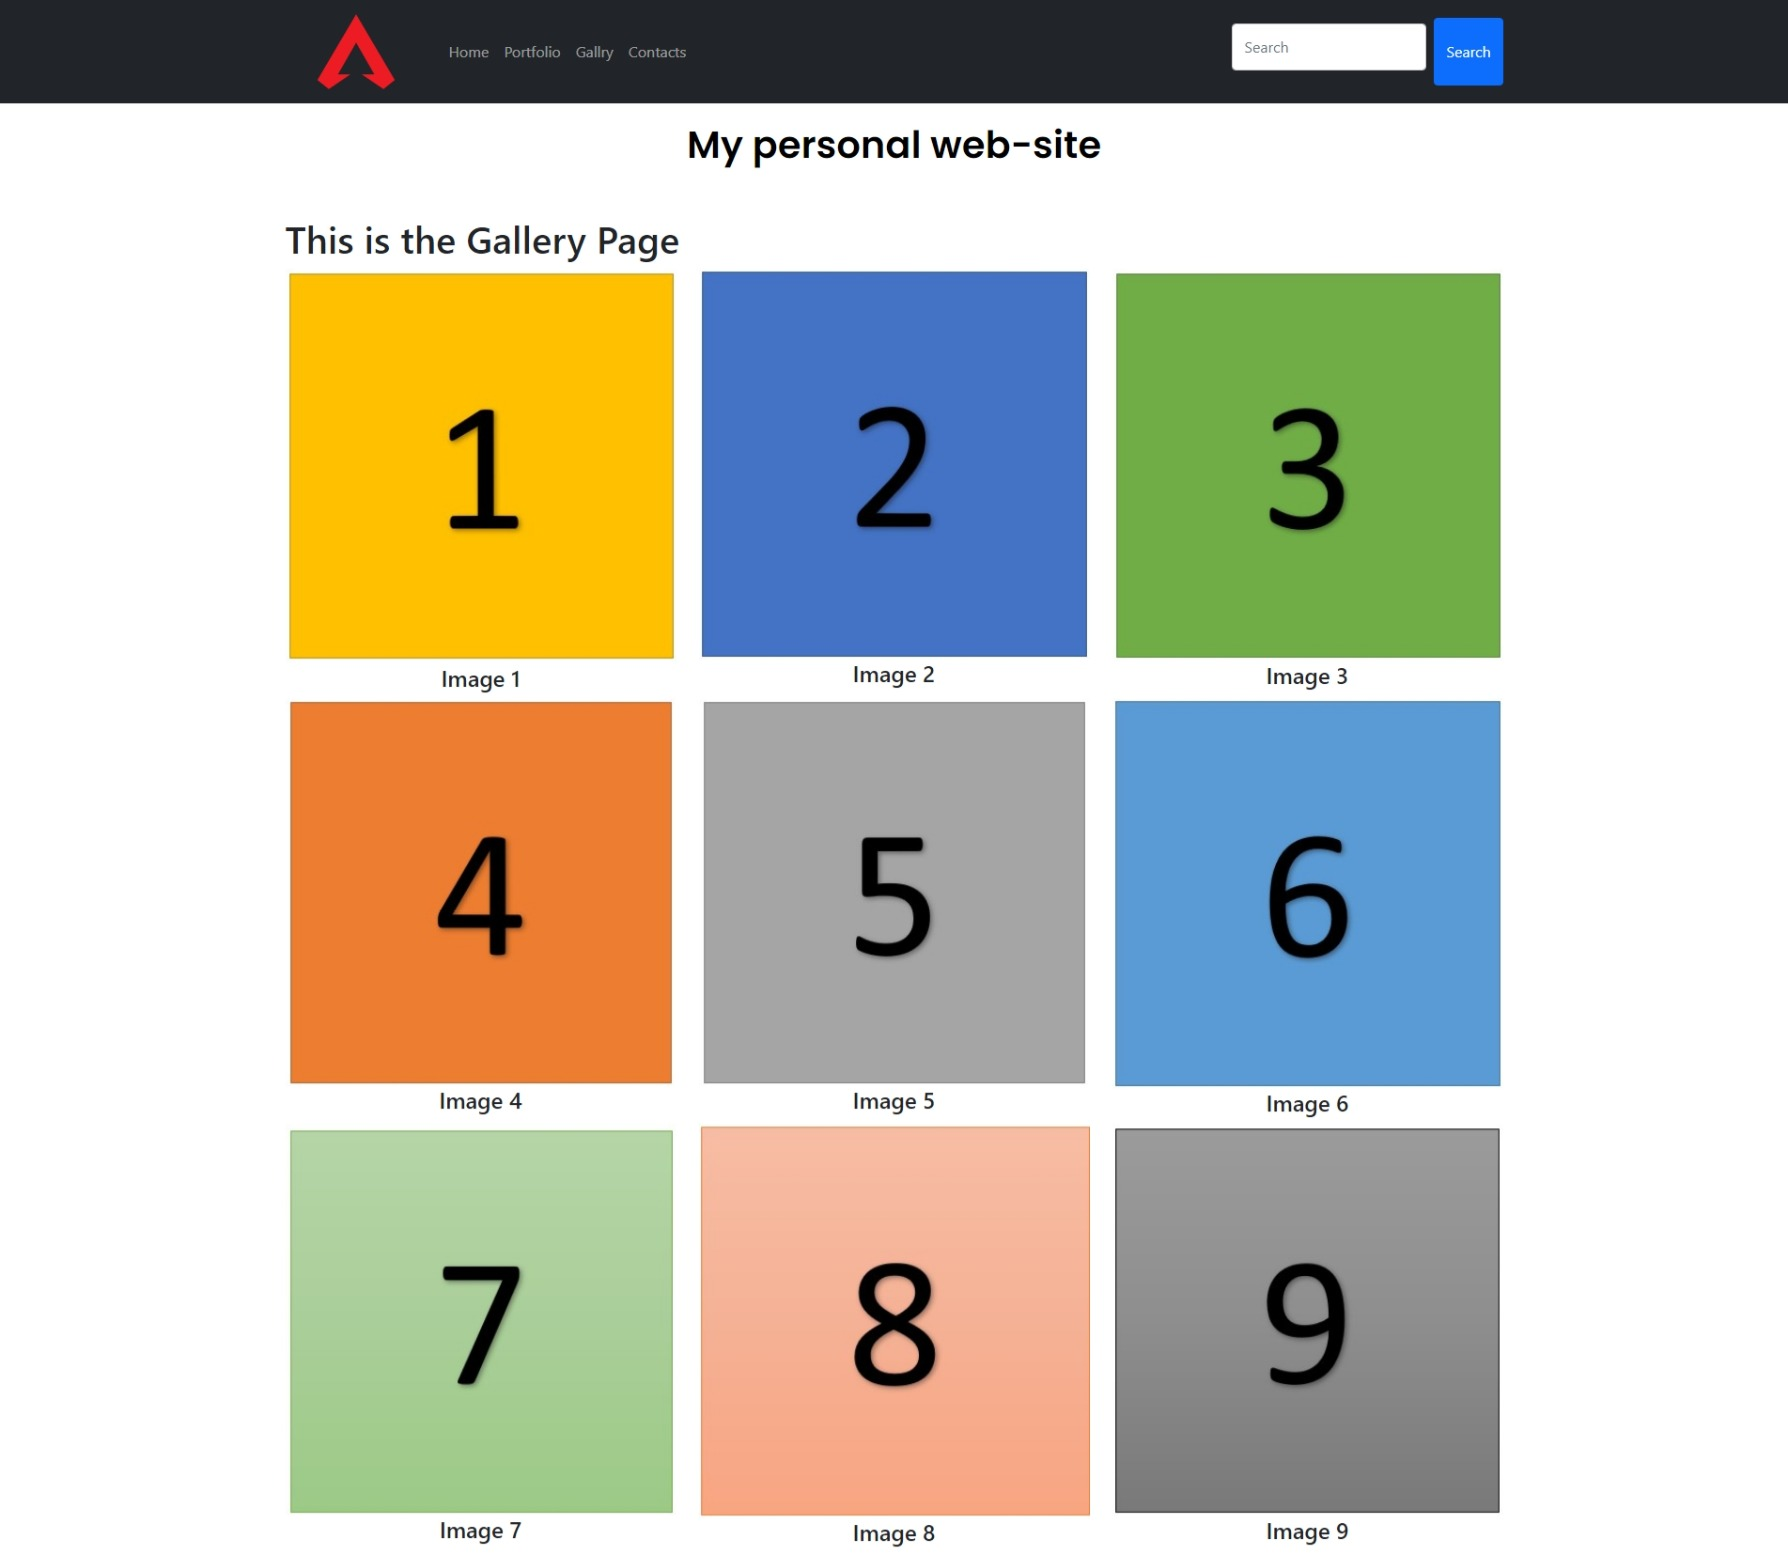 Home Portfolio Gallry Contacts Search Search
My personal web-site
This is the Gallery Page
1 2 3
Image 1 Image 2 Image 3
4 5 6
Image 4 Image 5 Image 6
7 8 9
Image 7 Image 8 Image 9